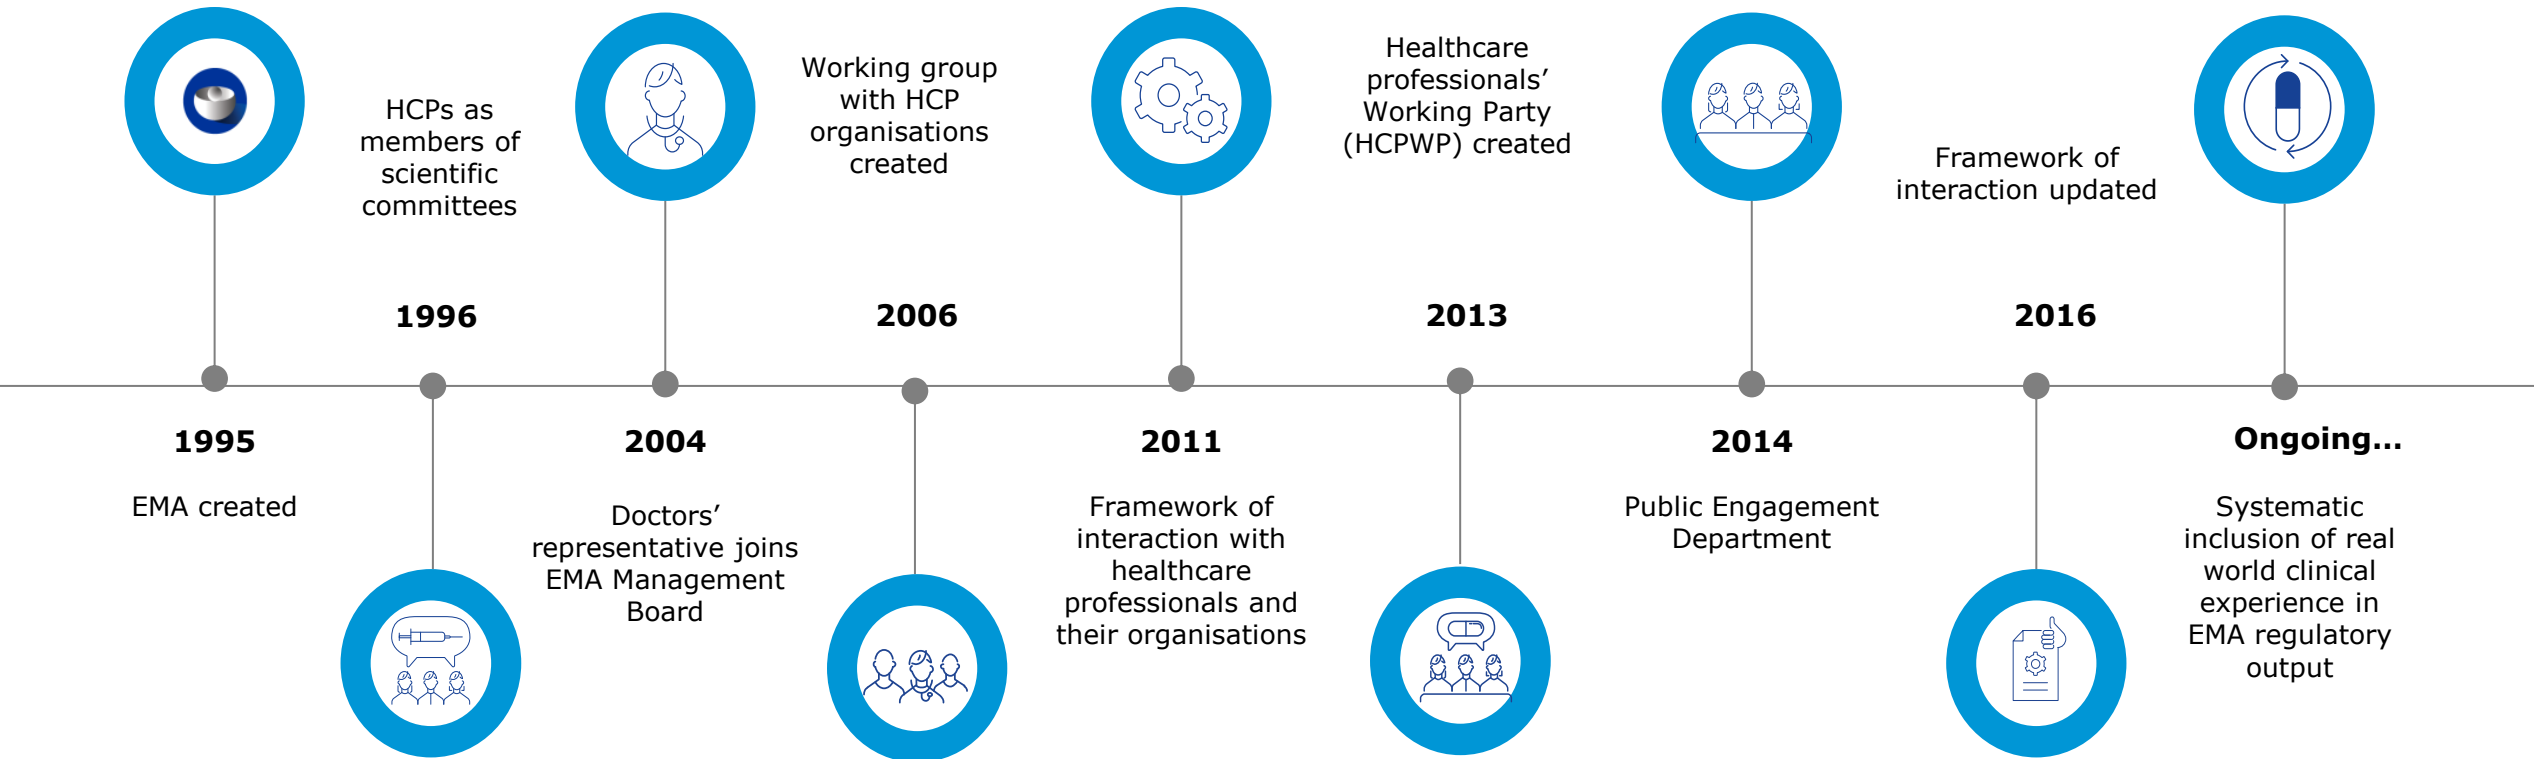 1995
EMA created
HCPs as
members of
scientific
committees
1996
2004
Doctors’
representative joins
EMA Management
Board
Working group
with HCP
organisations
created
2006
2011
Framework of
interaction with
healthcare
professionals and
their organisations
Healthcare
professionals’
Working Party
(HCPWP) created
2013
2014
Public Engagement
Department
Framework of
interaction updated
2016
Ongoing...
Systematic
inclusion of real
world clinical
experience in
EMA regulatory
output